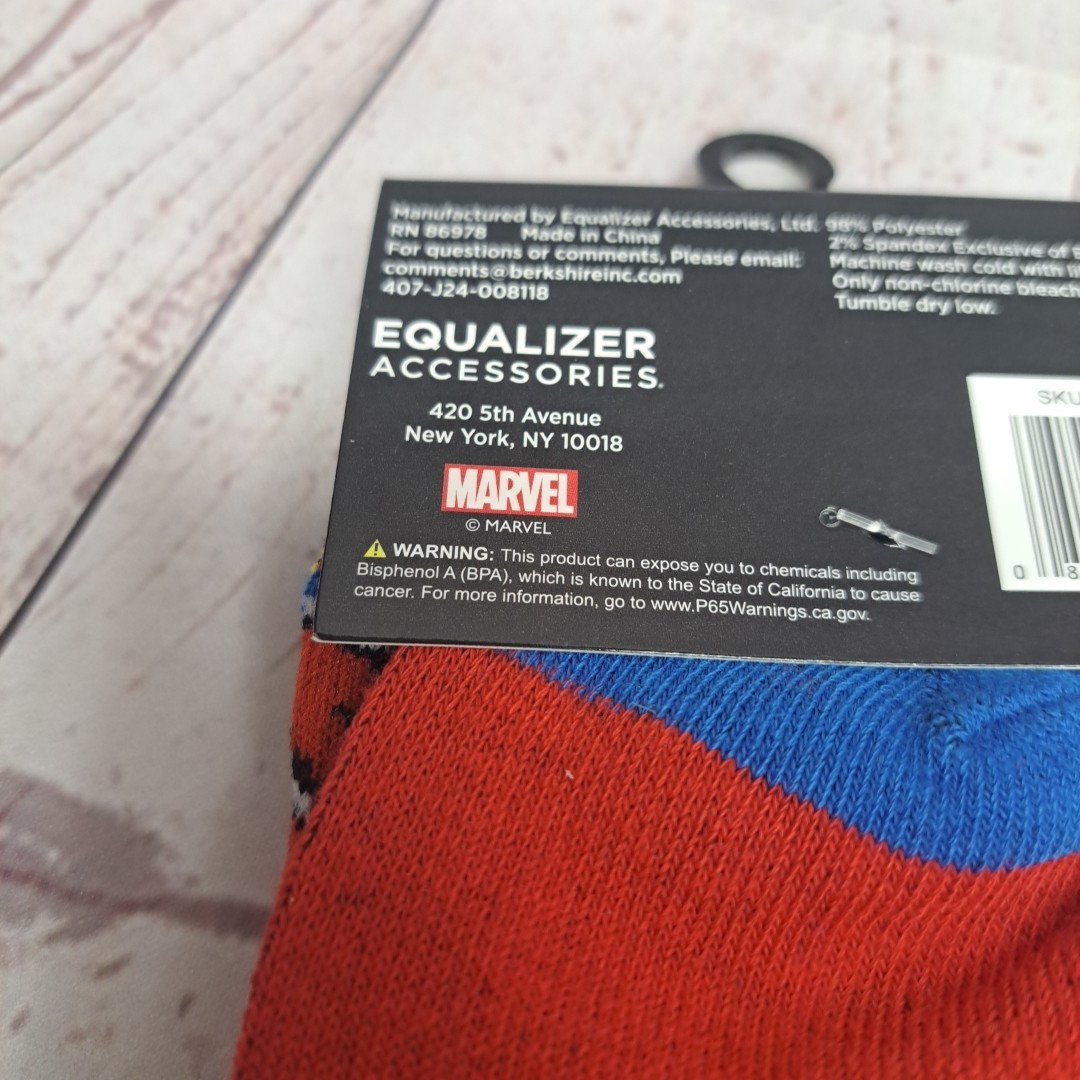 Manufactured by Equalizer Accessories, Ltd.
RN 86978 Made in China
For questions or comments, Please email:
comments@berkshireinc.com
407-J24-008118
98% Polyester
2% Spandex Exclusive of
Machine wash cold with
Only non-chlorine bleach
Tumble dry low.
EQUALIZER
ACCESSORIES.
420 5th Avenue
New York, NY 10018
MARVEL
© MARVEL
WARNING: This product can expose you to chemicals including
Bisphenol A (BPA), which is known to the State of California to cause
cancer. For more information, go to www.P65Warnings.ca.gov.
SKU
0 8